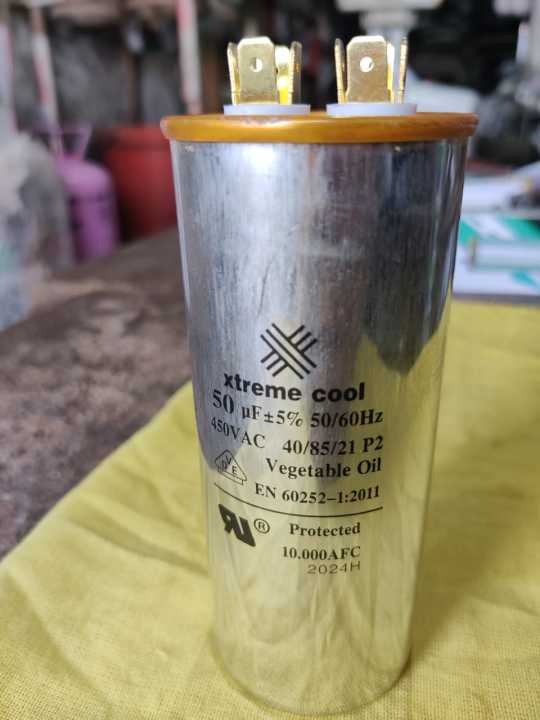 xtreme cool
50 µF±5% 50/60Hz
450VAC 40/85/21 P2
Vegetable Oil
EN 60252-1:2011
® Protected
10.000AFC
2024H